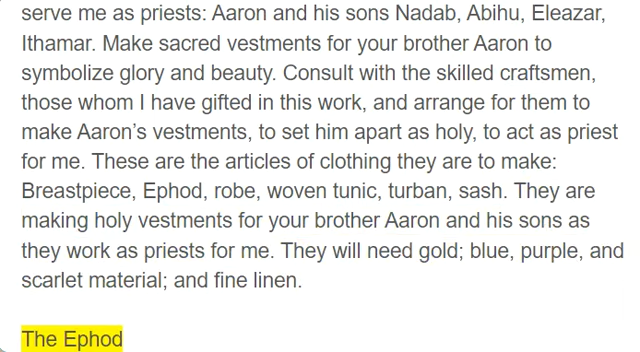 serve me as priests: Aaron and his sons Nadab, Abihu, Eleazar,
Ithamar. Make sacred vestments for your brother Aaron to
symbolize glory and beauty. Consult with the skilled craftsmen,
those whom I have gifted in this work, and arrange for them to
make Aaron’s vestments, to set him apart as holy, to act as priest
for me. These are the articles of clothing they are to make:
Breastpiece, Ephod, robe, woven tunic, turban, sash. They are
making holy vestments for your brother Aaron and his sons as
they work as priests for me. They will need gold; blue, purple, and
scarlet material; and fine linen.
The Ephod